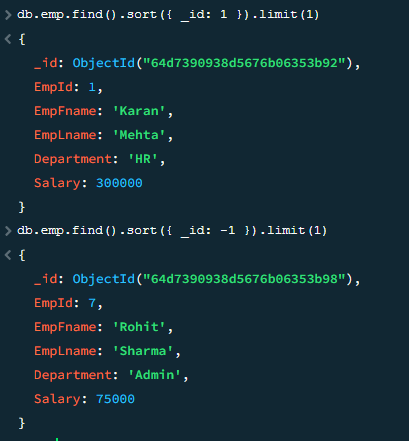 > db.emp.find().sort({ _id: 1 }).limit(1)
< {
_id: ObjectId("64d7390938d5676b06353b92"),
EmpId: 1,
EmpFname: 'Karan',
EmpLname: 'Mehta',
Department: 'HR',
Salary: 300000
}
> db.emp.find().sort({ _id: -1 }).limit(1)
< {
_id: ObjectId("64d7390938d5676b06353b98"),
EmpId: 7,
EmpFname: 'Rohit',
EmpLname: 'Sharma',
Department: 'Admin',
Salary: 75000
}